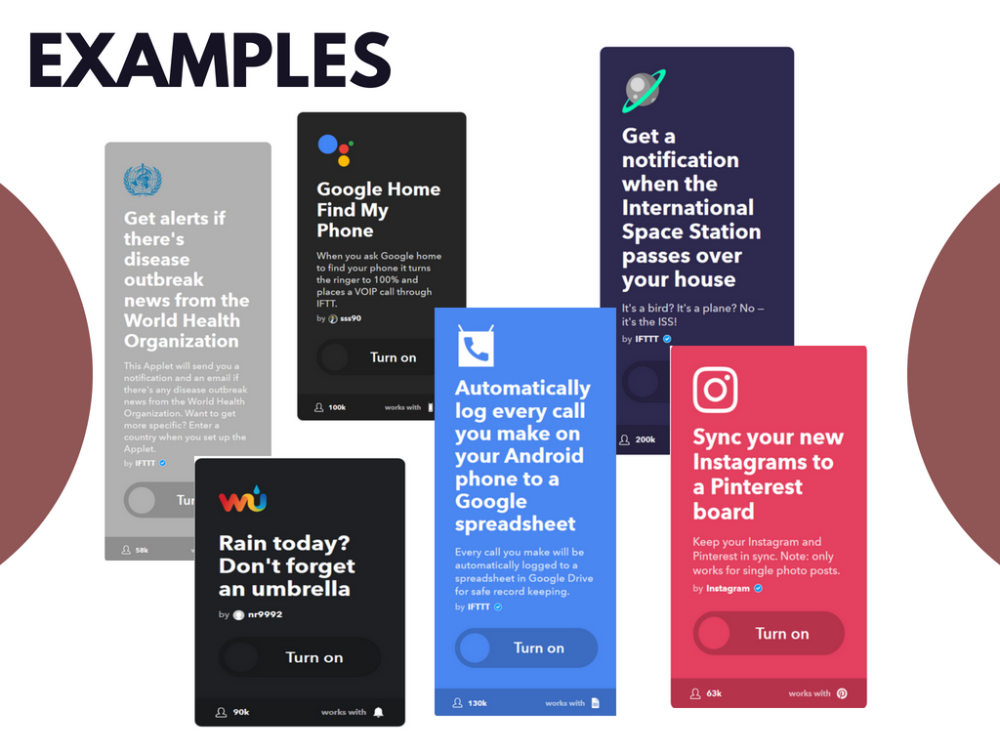 EXAMPLES
Get alerts if
there's
disease
outbreak
news from the
World Health
Organization
This Applet will send you a
notification and an email if
there's any disease outbreak
news from the World Health
Organization. Want to get
more specific? Enter a
country when you set up the
Applet.
by IFTTT
58k
Google Home
Find My
Phone
When you ask Google home
to find your phone it turns
the ringer to 100% and
places a VOIP call through
IFTT.
by sss90
Turn on
100k works with
Get a
notification
when the
International
Space Station
passes over
your house
It's a bird? It's a plane? No –
it's the ISS!
by IFTTT
200k
Rain today?
Don't forget
an umbrella
by nr9992
Turn on
90k works with
Automatically
log every call
you make on
your Android
phone to a
Google
spreadsheet
Every call you make will be
automatically logged to a
spreadsheet in Google Drive
for safe record keeping.
by IFTTT
Turn on
130k works with
Sync your new
Instagrams to
a Pinterest
board
Keep your Instagram and
Pinterest in sync. Note: only
works for single photo posts.
by Instagram
Turn on
63k works with